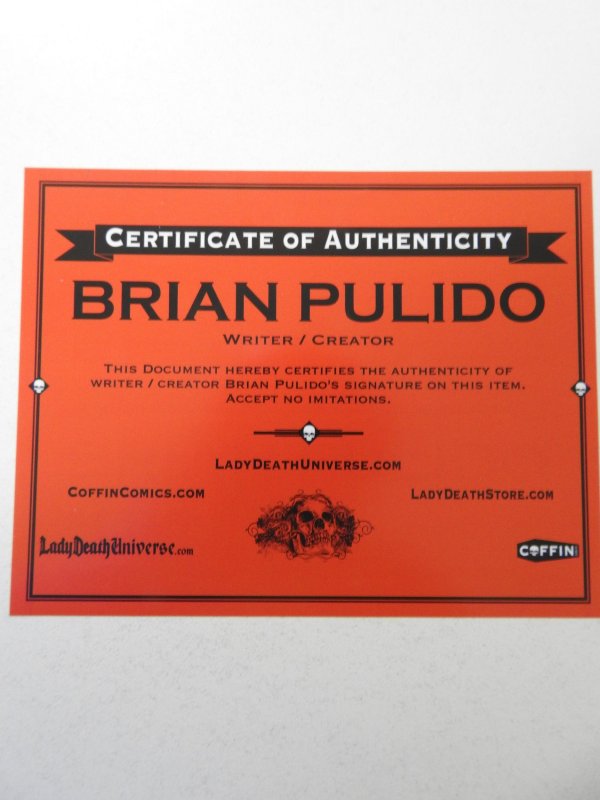 CERTIFICATE OF AUTHENTICITY
BRIAN PULIDO
WRITER / CREATOR
THIS DOCUMENT HEREBY CERTIFIES THE AUTHENTICITY OF
WRITER / CREATOR BRIAN PULIDO'S SIGNATURE ON THIS ITEM.
ACCEPT NO IMITATIONS.
LADYDEATHUNIVERSE.COM
COFFINCOMICS.COM
LADYDEATHSTORE.COM
LadyDeathUniverse.com
COFFIN